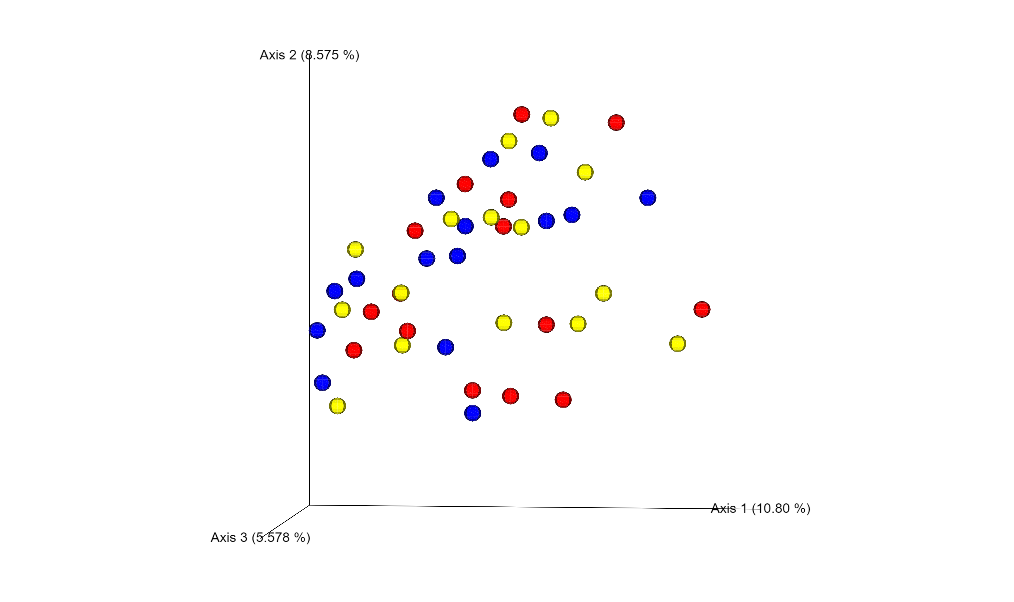 Axis 2 (8.575 %)
Axis 1 (10.80 %)
Axis 3 (5.578 %)